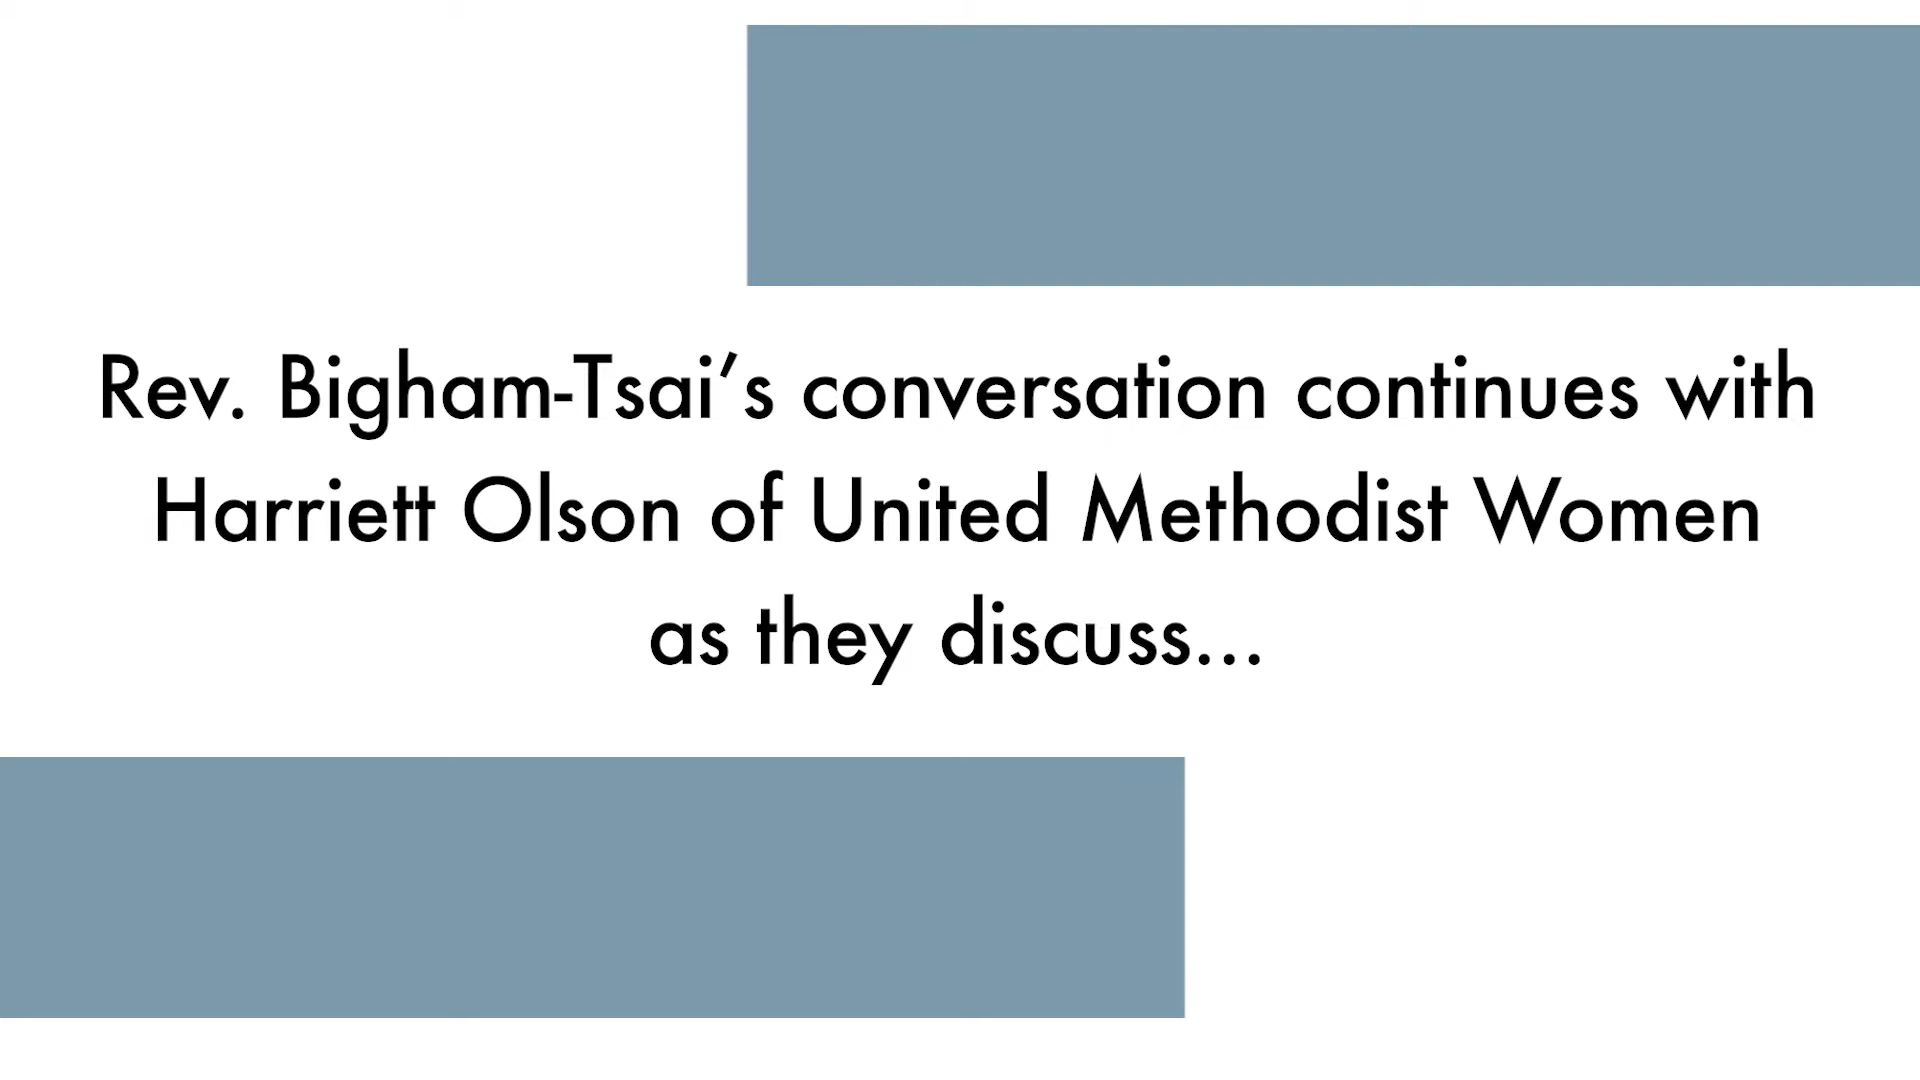 Rev. Bigham-Tsai’s conversation continues with
Harriett Olson of United Methodist Women
as they discuss...